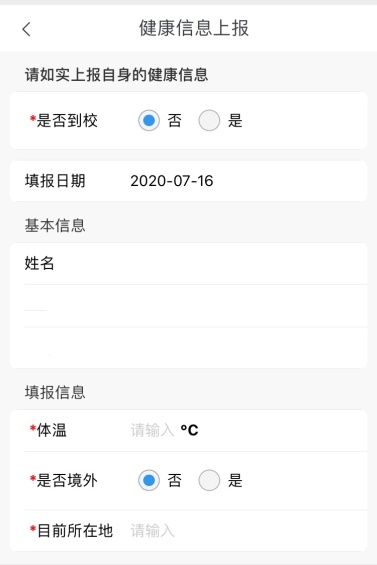 健康信息上报
请如实上报自身的健康信息
*是否到校 否 是
填报日期 2020-07-16
基本信息
姓名
填报信息
*体温 请输入 °C
*是否境外 否 是
*目前所在地 请输入